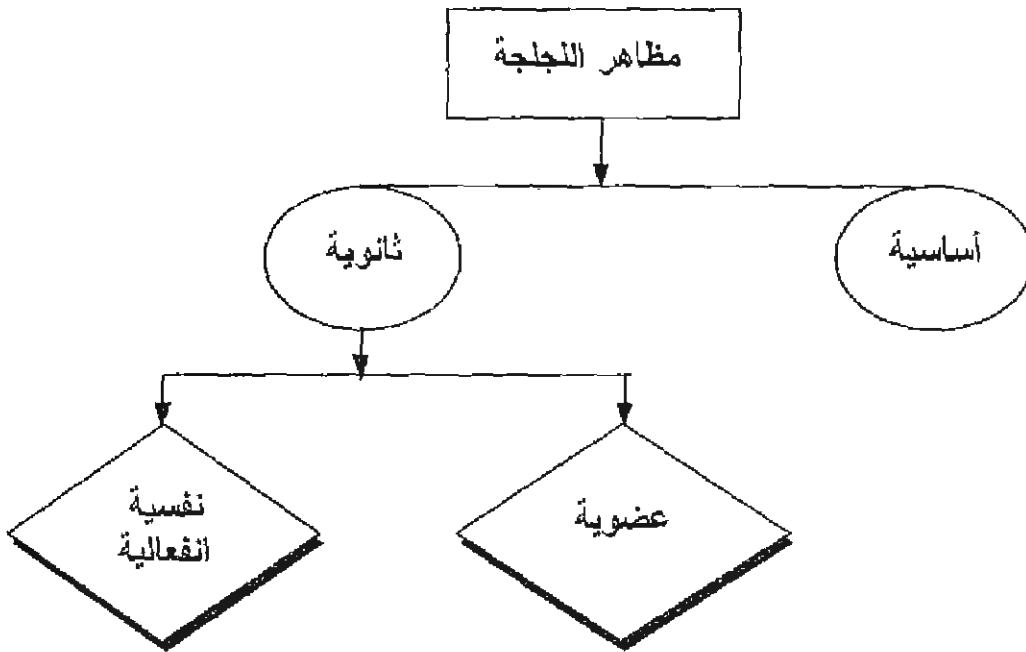 مظاهر اللجلجة
أساسية
ثانوية
عضوية
نفسية
انفعالية